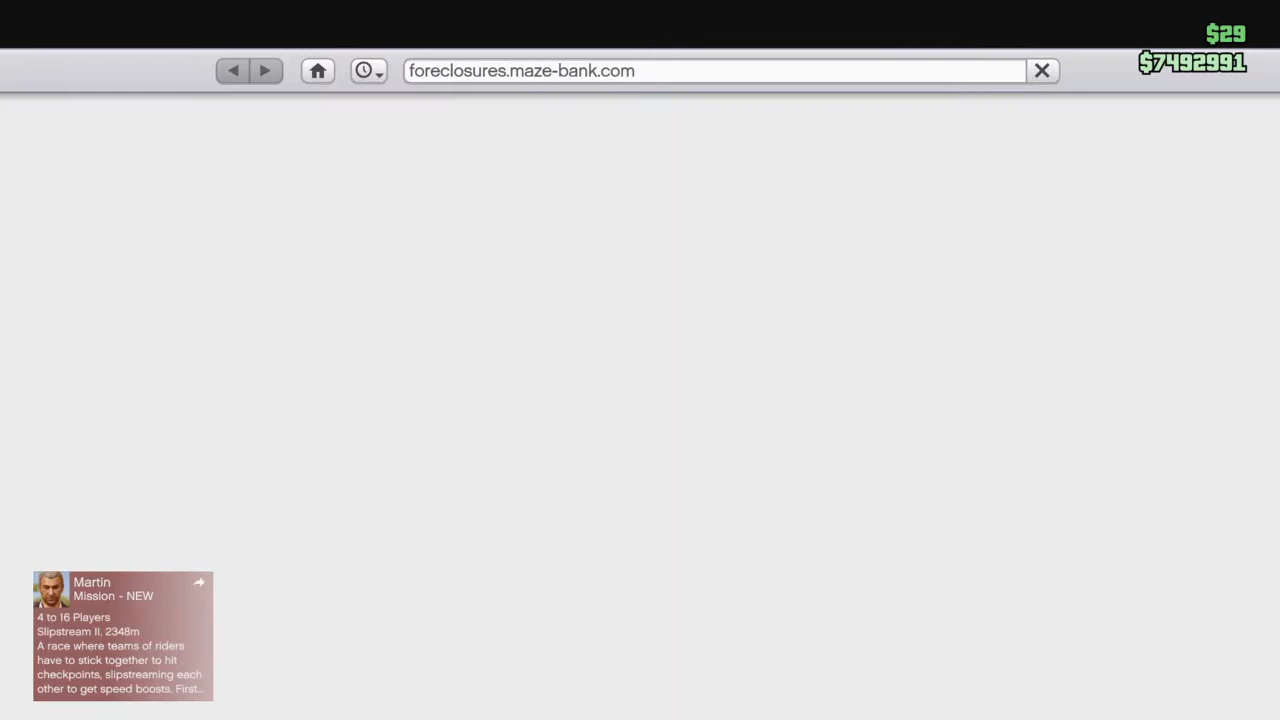 $29
foreclosures.maze-bank.com
$7492991
Martin
Mission - NEW
4 to 16 Players
Slipstream II, 2348m
A race where teams of riders
have to stick together to hit
checkpoints, slipstreaming each
other to get speed boosts. First...